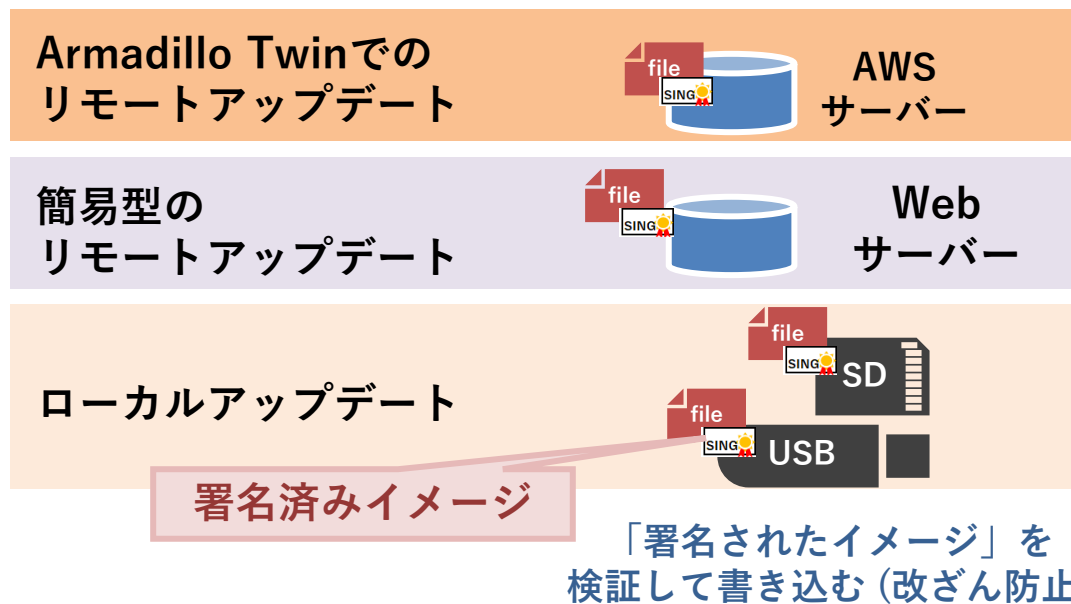 Armadillo Twinでの
リモートアップデート
file
SING
AWS
サーバー
簡易型の
リモートアップデート
file
SING
Web
サーバー
ローカルアップデート
file
SING
SD
file
SING
USB
署名済みイメージ
「署名されたイメージ」を
検証して書き込む（改ざん防止